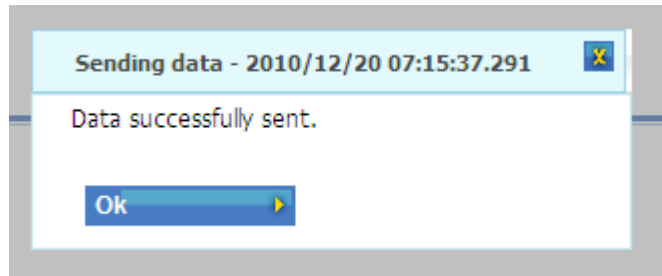 Sending data - 2010/12/20 07:15:37.291
Data successfully sent.
Ok